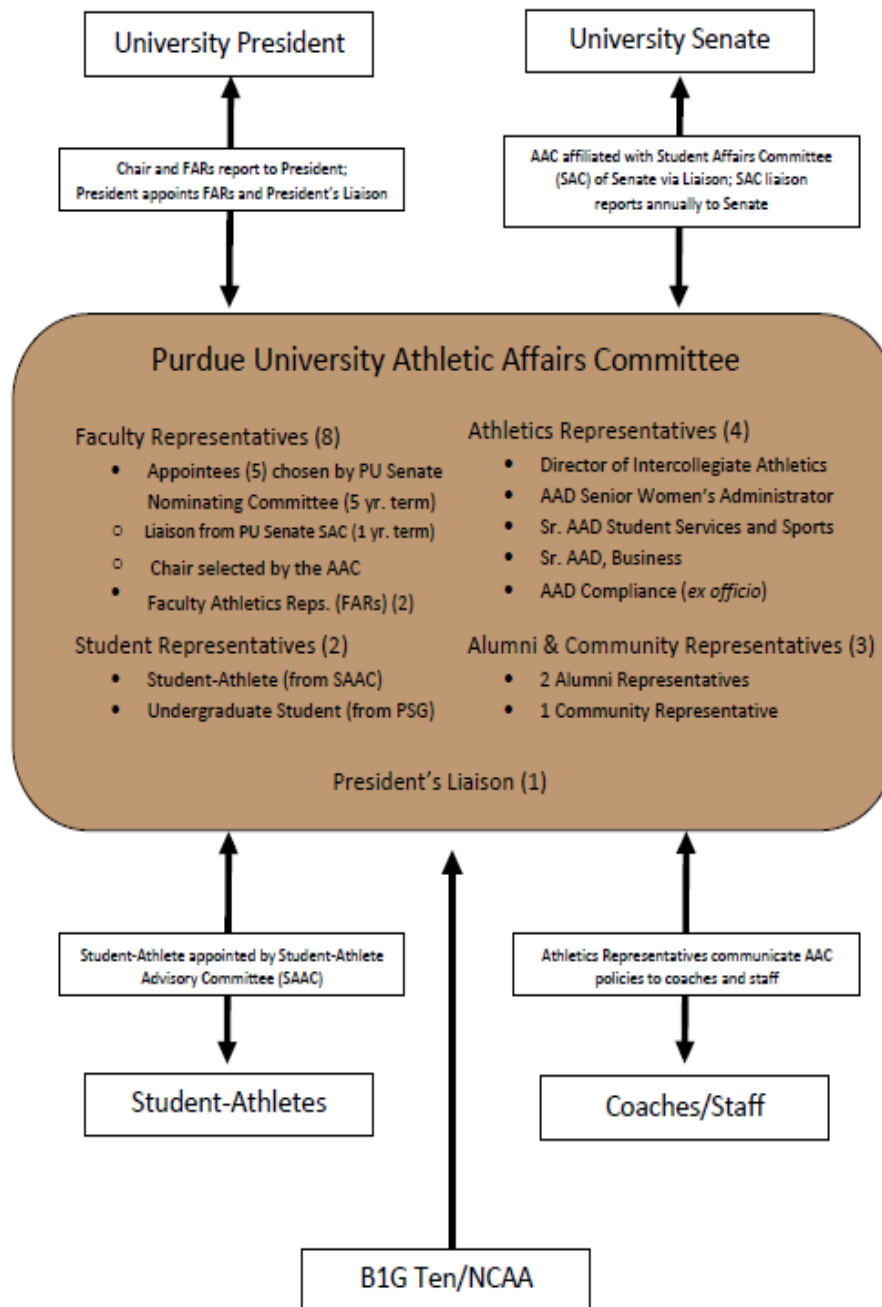 University President
University Senate
Chair and FARs report to President;
President appoints FARs and President's Liaison
AAC affiliated with Student Affairs Committee
(SAC) of Senate via Liaison; SAC liaison
reports annually to Senate
Purdue University Athletic Affairs Committee
Faculty Representatives (8)
• Appointees (5) chosen by PU Senate
Nominating Committee (5 yr. term)
○ Liaison from PU Senate SAC (1 yr. term)
○ Chair selected by the AAC
• Faculty Athletics Reps. (FARs) (2)
Student Representatives (2)
• Student-Athlete (from SAAC)
• Undergraduate Student (from PSG)
Athletics Representatives (4)
• Director of Intercollegiate Athletics
• AAD Senior Women's Administrator
• Sr. AAD Student Services and Sports
• Sr. AAD, Business
• AAD Compliance (ex officio)
Alumni & Community Representatives (3)
• 2 Alumni Representatives
• 1 Community Representative
President's Liaison (1)
Student-Athlete appointed by Student-Athlete
Advisory Committee (SAAC)
Athletics Representatives communicate AAC
policies to coaches and staff
Student-Athletes
Coaches/Staff
B1G Ten/NCAA